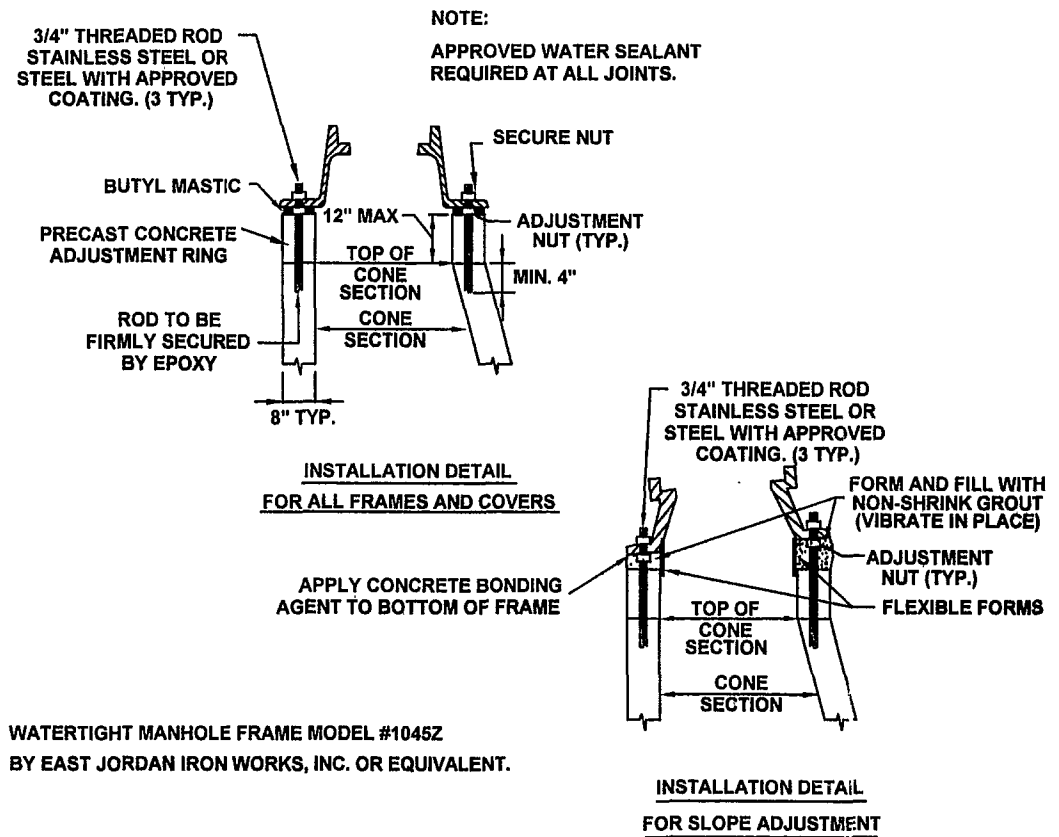 NOTE:
APPROVED WATER SEALANT
REQUIRED AT ALL JOINTS.
3/4" THREADED ROD
STAINLESS STEEL OR
STEEL WITH APPROVED
COATING. (3 TYP.)
SECURE NUT
BUTYL MASTIC
12" MAX
ADJUSTMENT
NUT (TYP.)
PRECAST CONCRETE
ADJUSTMENT RING
TOP OF
CONE
SECTION
MIN. 4"
ROD TO BE
FIRMLY SECURED
BY EPOXY
CONE
SECTION
8" TYP.
INSTALLATION DETAIL
FOR ALL FRAMES AND COVERS
3/4" THREADED ROD
STAINLESS STEEL OR
STEEL WITH APPROVED
COATING. (3 TYP.)
FORM AND FILL WITH
NON-SHRINK GROUT
(VIBRATE IN PLACE)
ADJUSTMENT
NUT (TYP.)
APPLY CONCRETE BONDING
AGENT TO BOTTOM OF FRAME
FLEXIBLE FORMS
TOP OF
CONE
SECTION
CONE
SECTION
WATERTIGHT MANHOLE FRAME MODEL #1045Z
BY EAST JORDAN IRON WORKS, INC. OR EQUIVALENT.
INSTALLATION DETAIL
FOR SLOPE ADJUSTMENT